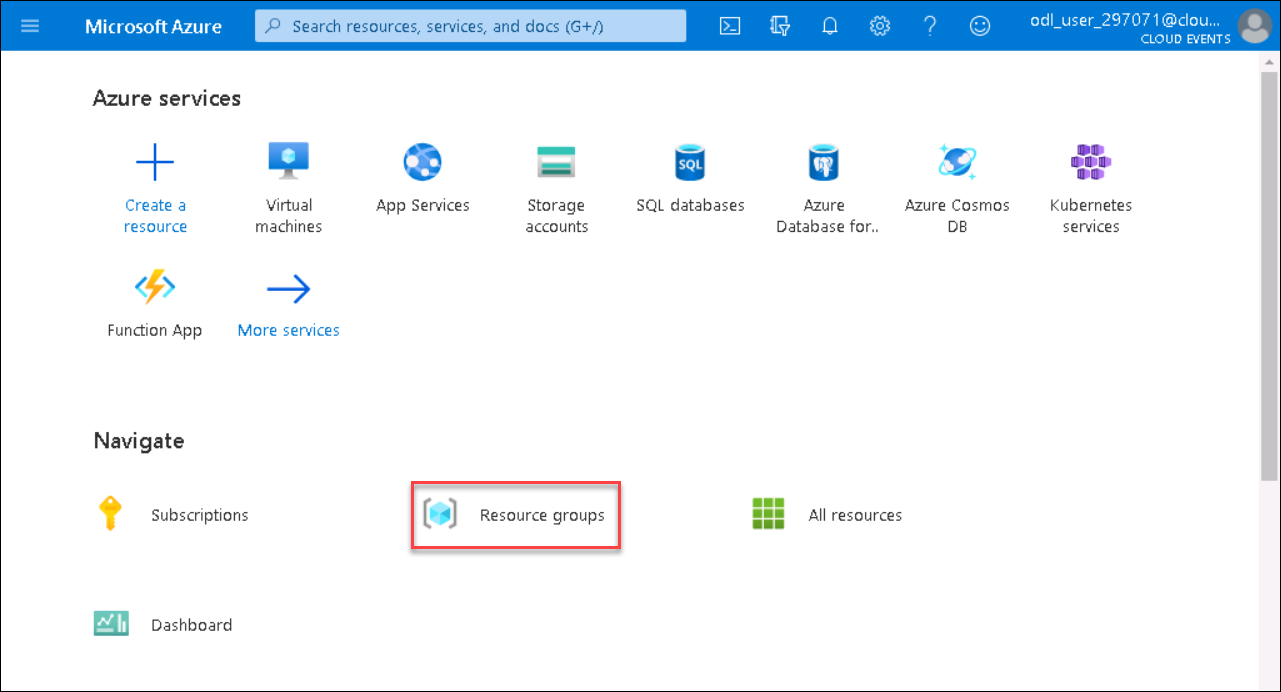 Microsoft Azure
Search resources, services, and docs (G+/)
odl_user_297071@clou...
CLOUD EVENTS
Azure services
Create a
resource
Virtual
machines
App Services
Storage
accounts
SQL
SQL databases
Azure
Database for..
Azure Cosmos
DB
Kubernetes
services
Function App
More services
Navigate
Subscriptions
Resource groups
All resources
Dashboard